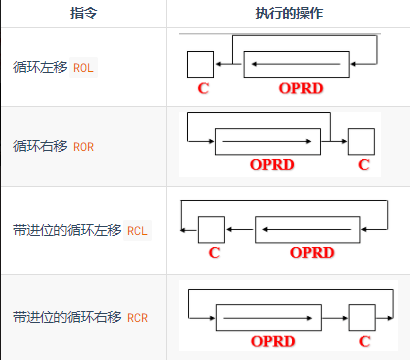 指令 执行的操作
循环左移 ROL
C OPRD
循环右移 ROR
OPRD C
带进位的循环左移 RCL
C OPRD
带进位的循环右移 RCR
OPRD C